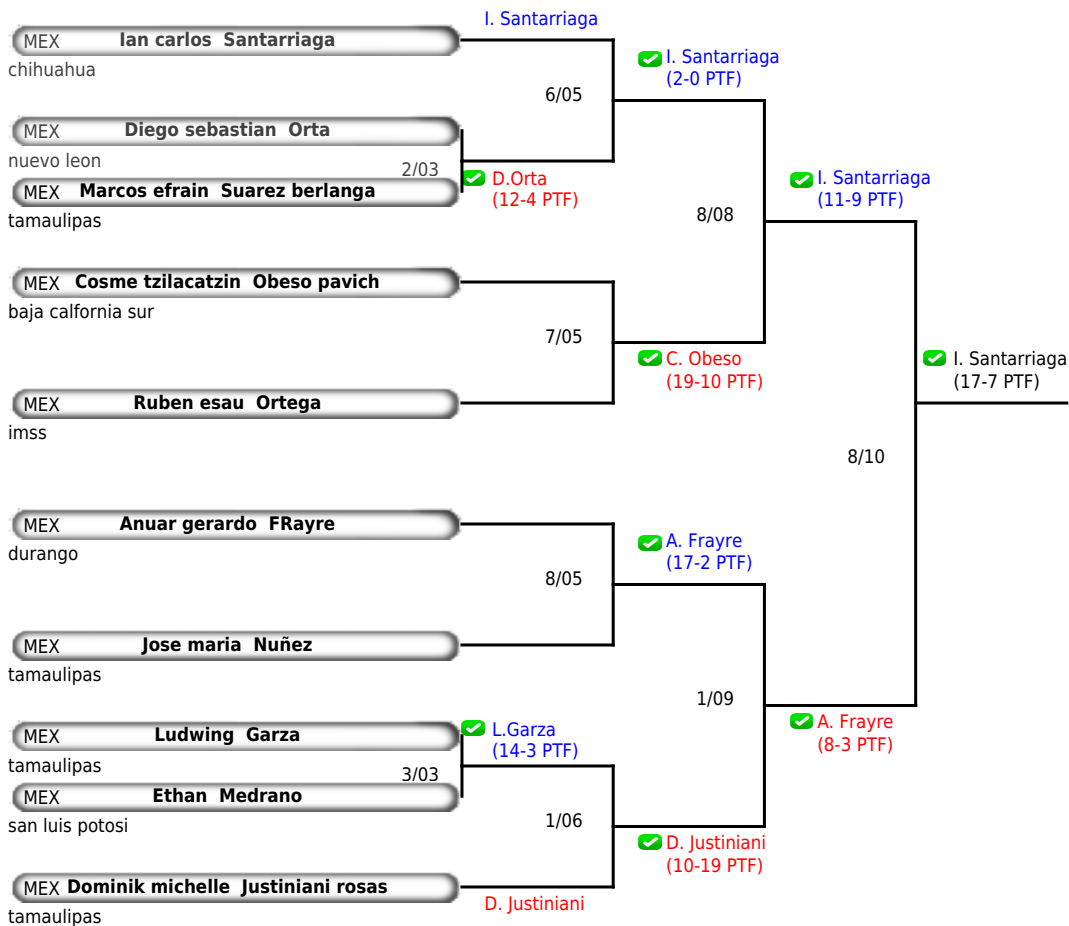 I. Santarriaga
MEX Ian carlos Santarriaga
chihuahua
I. Santarriaga
(2-0 PTF)
6/05
MEX Diego sebastian Orta
nuevo leon
2/03
D.Orta
(12-4 PTF)
MEX Marcos efrain Suarez berlanga
tamaulipas
I. Santarriaga
(11-9 PTF)
8/08
MEX Cosme tzilacatzin Obeso pavich
baja calfornia sur
7/05
C. Obeso
(19-10 PTF)
I. Santarriaga
(17-7 PTF)
MEX Ruben esau Ortega
imss
8/10
MEX Anuar gerardo FRayre
durango
A. Frayre
(17-2 PTF)
8/05
MEX Jose maria Nuñez
tamaulipas
1/09
A. Frayre
(8-3 PTF)
MEX Ludwing Garza
tamaulipas
L.Garza
(14-3 PTF)
3/03
MEX Ethan Medrano
san luis potosi
1/06
D. Justiniani
(10-19 PTF)
MEX Dominik michelle Justiniani rosas
tamaulipas
D. Justiniani